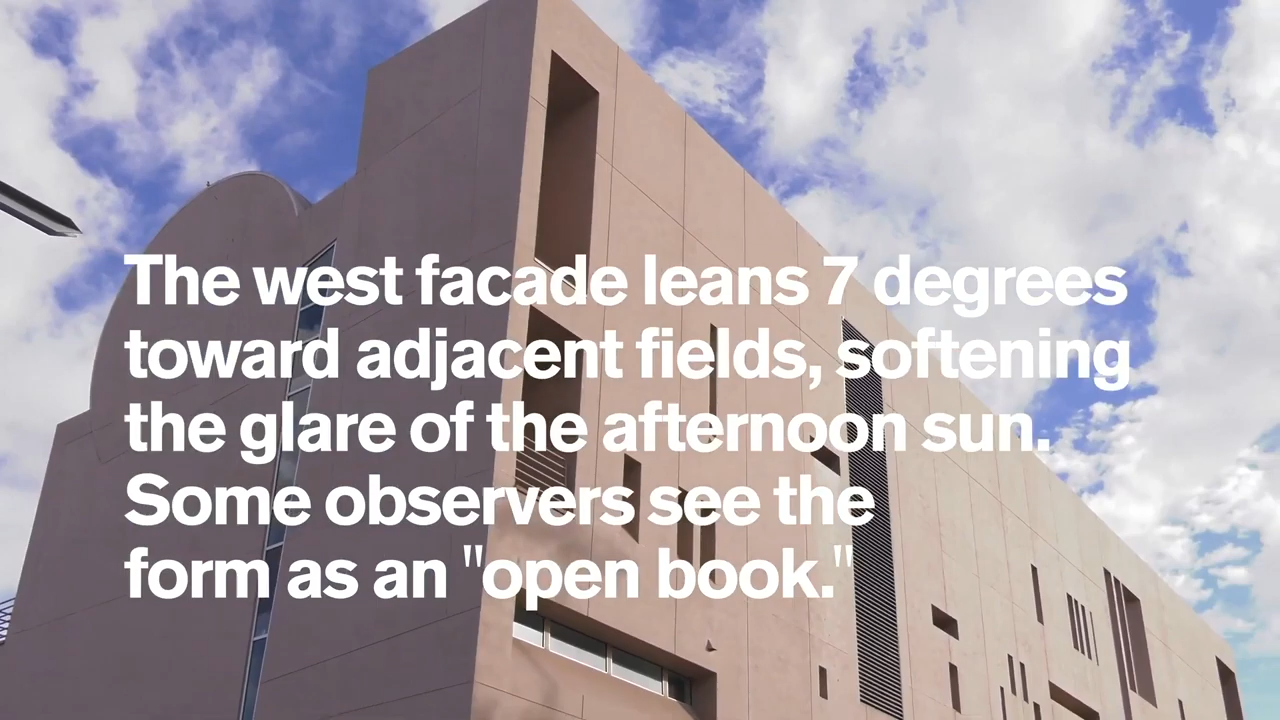 The west facade leans 7 degrees
toward adjacent fields, softening
the glare of the afternoon sun.
Some observers see the
form as an "open book."